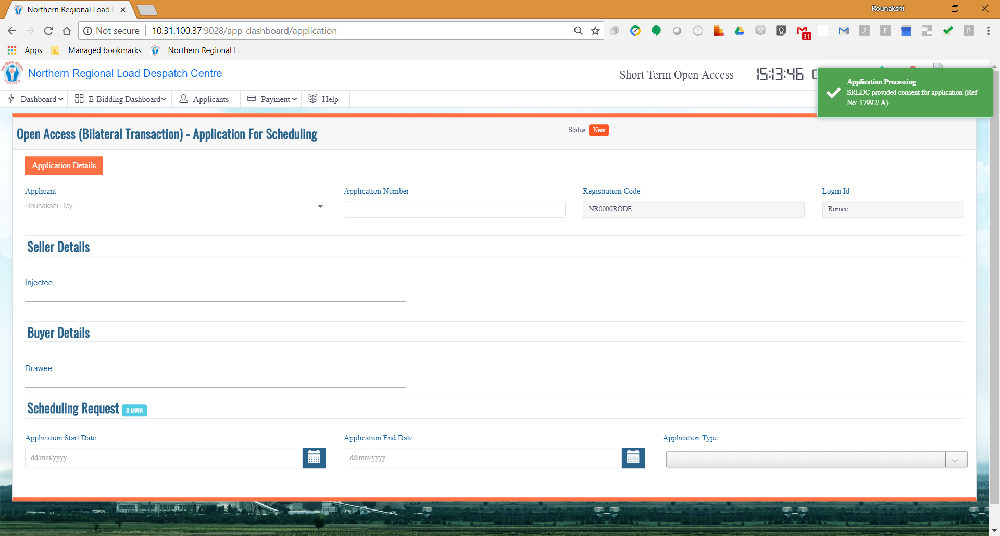 Northern Regional Load
Rounakshi
Not secure
10.31.100.37:9028/app-dashboard/application
31
2
E
P
Apps
Managed bookmarks
Northern Regional
Northern Regional Load Despatch Centre
Short Term Open Access
15:13:46
Application Processing
SRLDC provided consent for application (Ref
No: 17992/ A)
Dashboard
E-Bidding Dashboard
Applicants
Payment
Help
Open Access (Bilateral Transaction) - Application For Scheduling
Status: New
Application Details
Applicant
Application Number
Registration Code
Login Id
Rounakshi Dey
NR0000RODE
Romee
Seller Details
Injectee
Buyer Details
Drawee
Scheduling Request 0 MWH
Application Start Date
Application End Date
Application Type:
dd/mm/yyyy
dd/mm/yyyy